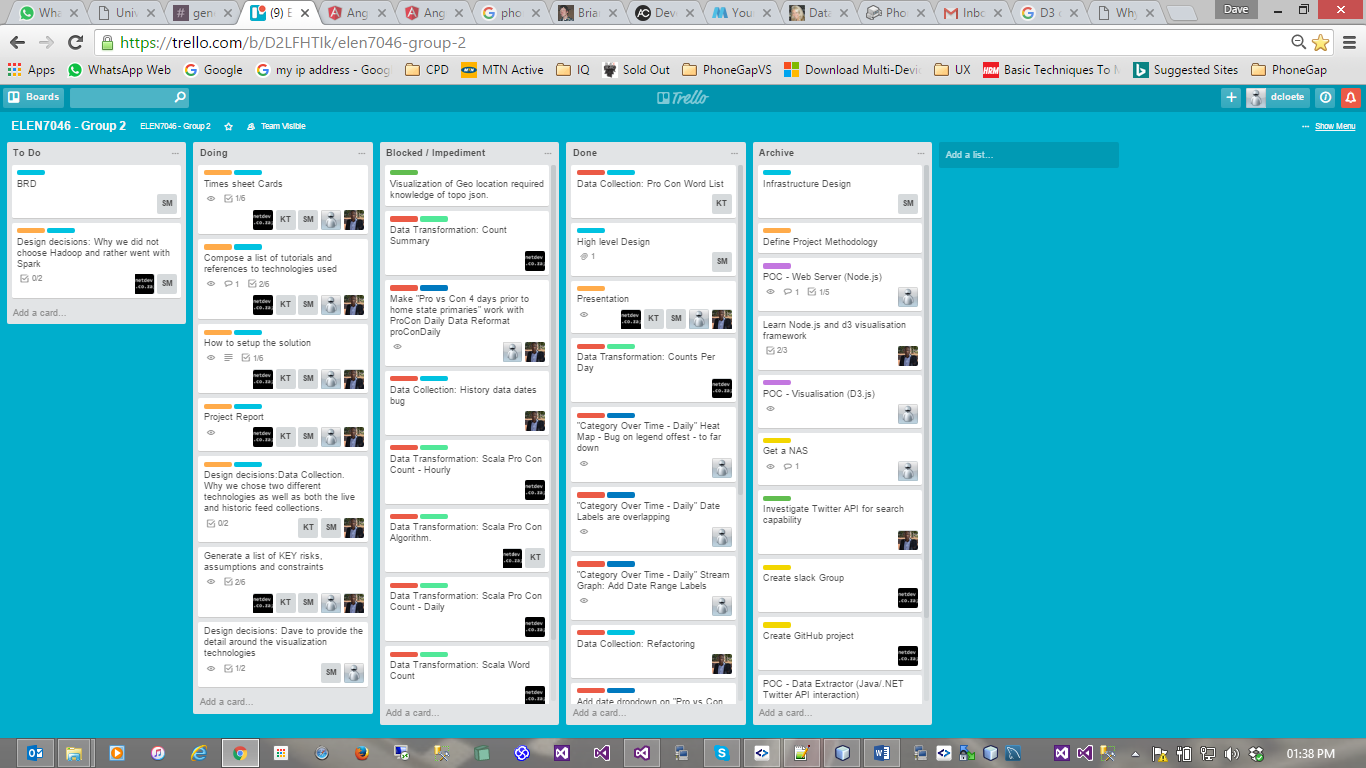 Wha
Univ
gene
(9) E
Ang
Ang
pho
Brian
Deve
You
Data
Pho
Inbo
D3 c
Why
Dave
https://trello.com/b/D2LFHTIk/elen7046-group-2
Apps
WhatsApp Web
Google
my ip address - Goog
CPD
MTN Active
IQ
Sold Out
PhoneGapVS
Download Multi-Devi
UX
HRM
Basic Techniques To M
Suggested Sites
PhoneGap
Boards
Trello
dcloete
ELEN7046 - Group 2
ELEN7046 - Group 2
Team Visible
Show Menu
To Do
BRD
SM
Design decisions: Why we did not
choose Hadoop and rather went with
Spark
0/2
netdev
.co.za;
SM
Add a card...
Doing
Times sheet Cards
1/6
netdev
.co.za;
KT
SM
Compose a list of tutorials and
references to technologies used
1
2/6
netdev
.co.za;
KT
SM
How to setup the solution
1/6
netdev
.co.za;
KT
SM
Project Report
netdev
.co.za;
KT
SM
Design decisions:Data Collection.
Why we chose two different
technologies as well as both the live
and historic feed collections.
0/2
KT
SM
Generate a list of KEY risks,
assumptions and constraints
2/6
netdev
.co.za;
KT
SM
Design decisions: Dave to provide the
detail around the visualization
technologies
1/2
SM
Add a card...
Blocked / Impediment
Visualization of Geo location required
knowledge of topo json.
Data Transformation: Count
Summary
netdev
.co.za;
Make "Pro vs Con 4 days prior to
home state primaries" work with
ProCon Daily Data Reformat
proConDaily
Data Collection: History data dates
bug
Data Transformation: Scala Pro Con
Count - Hourly
netdev
.co.za;
Data Transformation: Scala Pro Con
Algorithm.
netdev
.co.za;
KT
Data Transformation: Scala Pro Con
Count - Daily
netdev
.co.za;
Data Transformation: Scala Word
Count
netdev
.co.za;
Add a card...
Done
Data Collection: Pro Con Word List
KT
High level Design
1
SM
Presentation
netdev
.co.za;
KT
SM
Data Transformation: Counts Per
Day
netdev
.co.za;
"Category Over Time - Daily" Heat
Map - Bug on legend offest - to far
down
"Category Over Time - Daily" Date
Labels are overlapping
"Category Over Time - Daily" Stream
Graph: Add Date Range Labels
Data Collection: Refactoring
Add date dropdown on "Pro vs Con
Add a card...
Archive
Infrastructure Design
SM
Define Project Methodology
POC - Web Server (Node.js)
1
1/5
Learn Node.js and d3 visualisation
framework
2/3
POC - Visualisation (D3.js)
Get a NAS
1
Investigate Twitter API for search
capability
Create slack Group
netdev
.co.za;
Create GitHub project
netdev
.co.za;
POC - Data Extractor (Java/.NET
Twitter API interaction)
Add a card...
Add a list...
01:38 PM